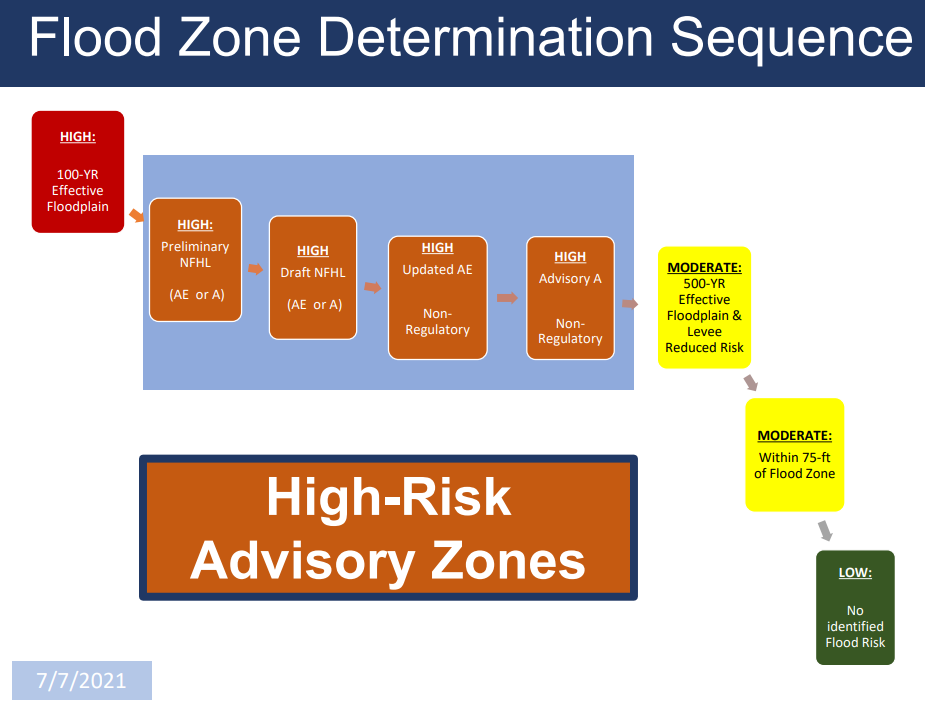 Flood Zone Determination Sequence
HIGH:
100-YR
Effective
Floodplain
HIGH:
Preliminary
NFHL
(AE or A)
HIGH
Draft NFHL
(AE or A)
HIGH
Updated AE
Non-
Regulatory
HIGH
Advisory A
Non-
Regulatory
MODERATE:
500-YR
Effective
Floodplain &
Levee
Reduced Risk
MODERATE:
Within 75-ft
of Flood Zone
LOW:
No
identified
Flood Risk
High-Risk
Advisory Zones
7/7/2021